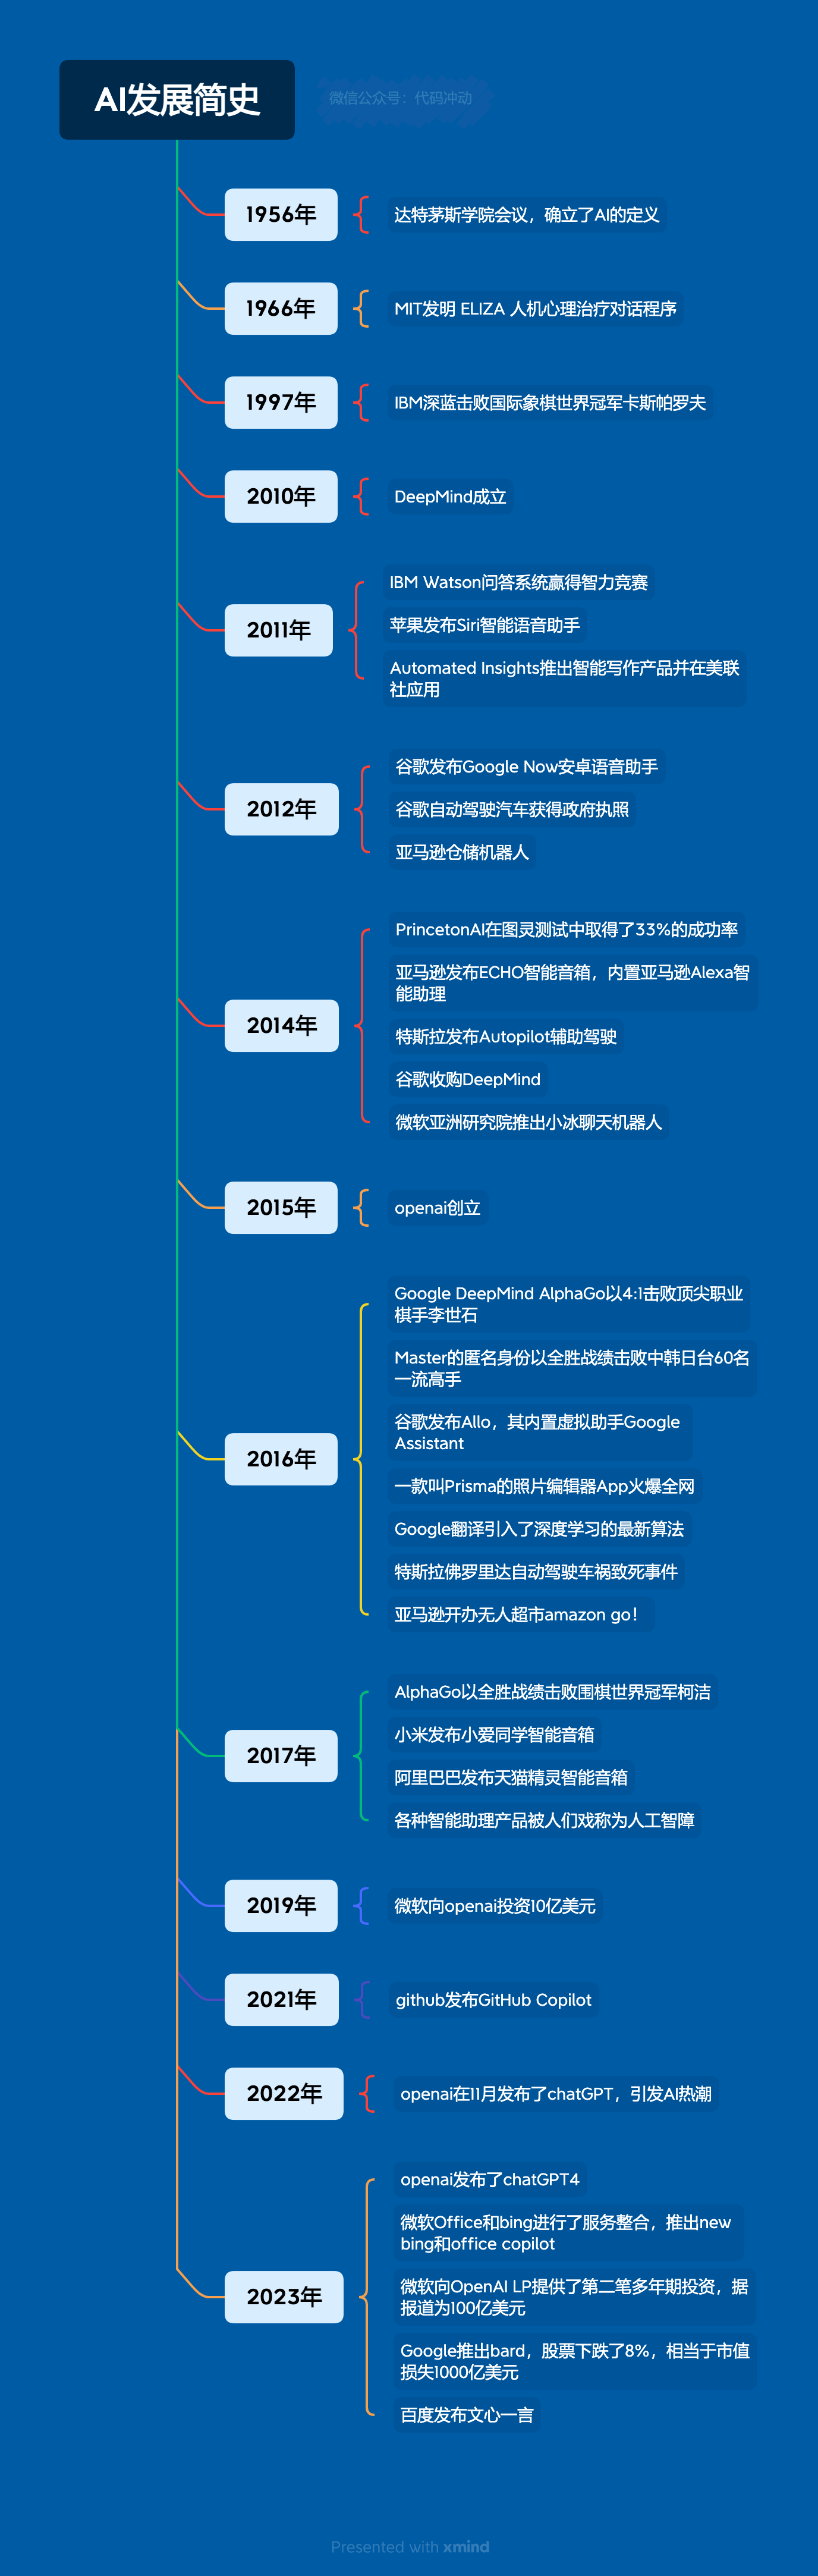 AI发展简史
微信公众号：代码冲动
1956年
达特茅斯学院会议，确立了AI的定义
1966年
MIT发明 ELIZA 人机心理治疗对话程序
1997年
IBM深蓝击败国际象棋世界冠军卡斯帕罗夫
2010年
DeepMind成立
2011年
IBM Watson问答系统赢得智力竞赛
苹果发布Siri智能语音助手
Automated Insights推出智能写作产品并在美联
社应用
2012年
谷歌发布Google Now安卓语音助手
谷歌自动驾驶汽车获得政府执照
亚马逊仓储机器人
2014年
PrincetonAI在图灵测试中取得了33%的成功率
亚马逊发布ECHO智能音箱，内置亚马逊Alexa智
能助理
特斯拉发布Autopilot辅助驾驶
谷歌收购DeepMind
微软亚洲研究院推出小冰聊天机器人
2015年
openai创立
2016年
Google DeepMind AlphaGo以4:1击败顶尖职业
棋手李世石
Master的匿名身份以全胜战绩击败中韩日台60名
一流高手
谷歌发布Allo，其内置虚拟助手Google
Assistant
一款叫Prisma的照片编辑器App火爆全网
Google翻译引入了深度学习的最新算法
特斯拉佛罗里达自动驾驶车祸致死事件
亚马逊开办无人超市amazon go！
2017年
AlphaGo以全胜战绩击败围棋世界冠军柯洁
小米发布小爱同学智能音箱
阿里巴巴发布天猫精灵智能音箱
各种智能助理产品被人们戏称为人工智障
2019年
微软向openai投资10亿美元
2021年
github发布GitHub Copilot
2022年
openai在11月发布了chatGPT，引发AI热潮
2023年
openai发布了chatGPT4
微软Office和bing进行了服务整合，推出new
bing和office copilot
微软向OpenAI LP提供了第二笔多年期投资，据
报道为100亿美元
Google推出bard，股票下跌了8%，相当于市值
损失1000亿美元
百度发布文心一言
Presented with xmind